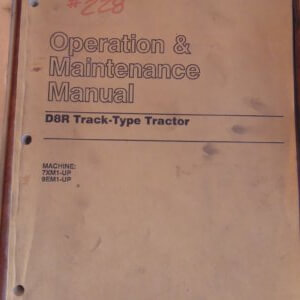 #228
Operation &
Maintenance
Manual
D8R Track-Type Tractor
MACHINE:
7XM1-UP
9EM1-UP